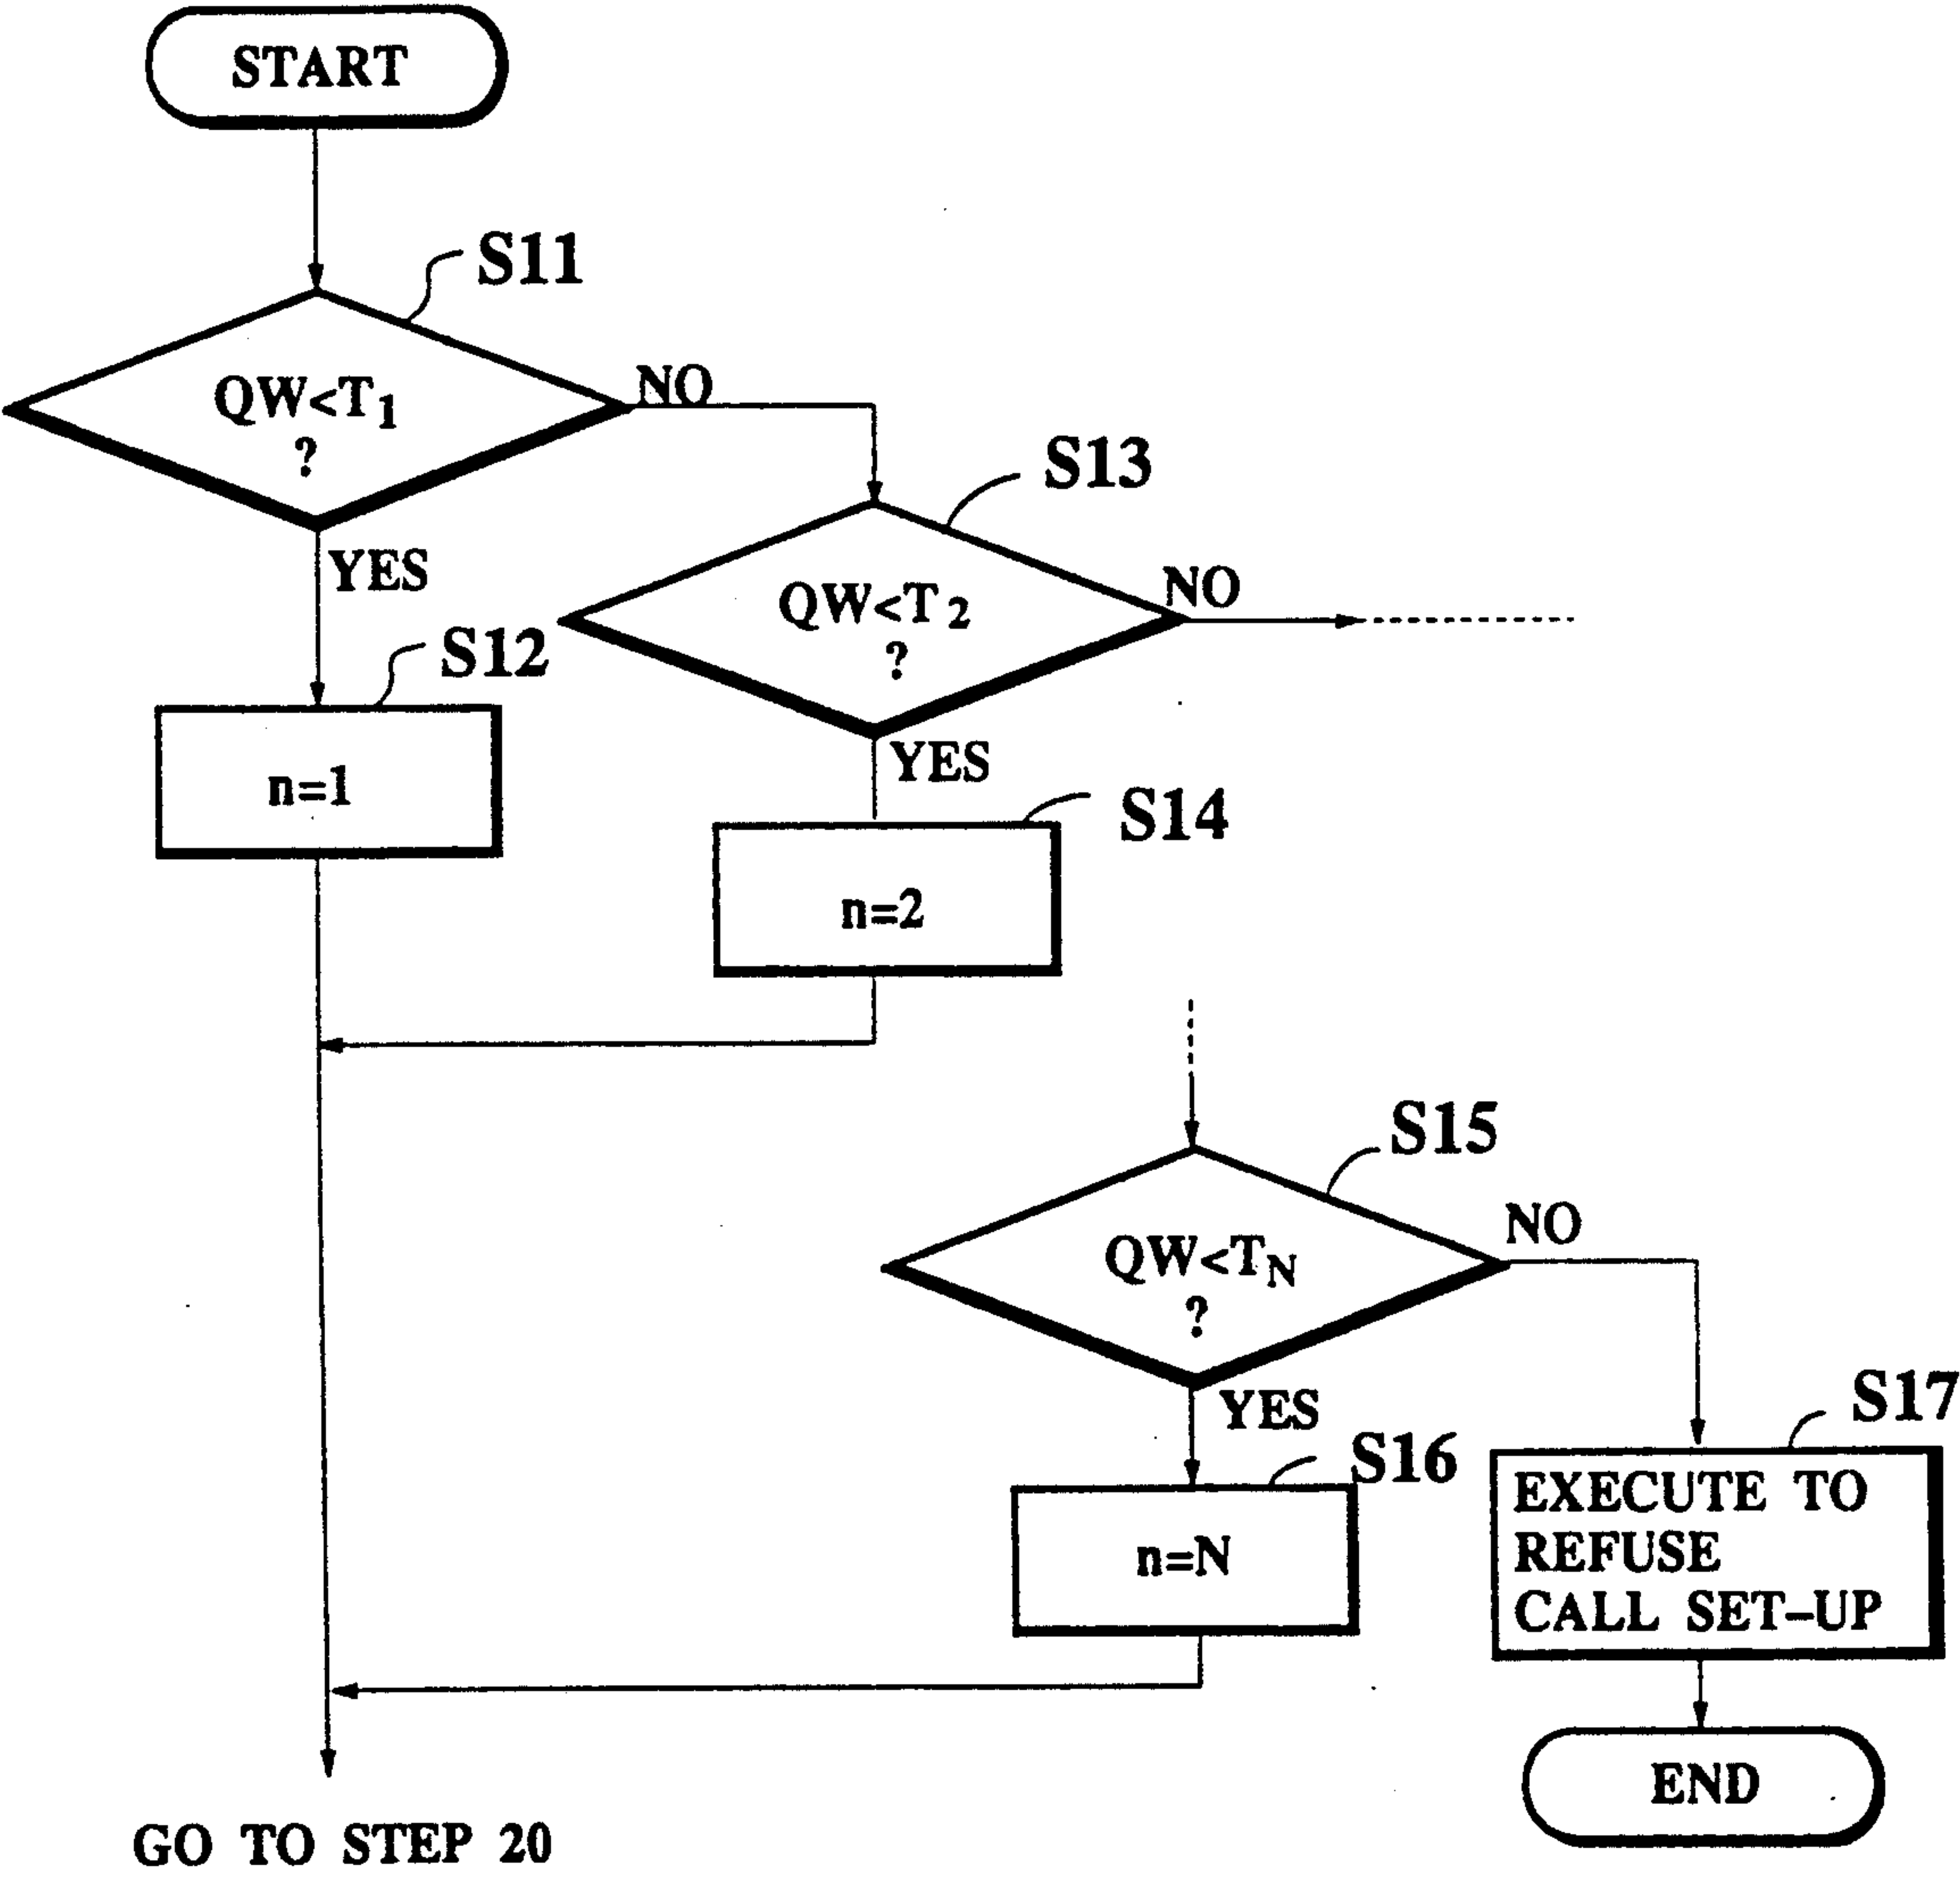 START
S11
QW<T1
?
NO
YES
S13
QW<T2
?
NO
YES
S12
n=1
S14
n=2
S15
QW<TN
?
NO
YES
S16
n=N
S17
EXECUTE TO
REFUSE
CALL SET-UP
END
GO TO STEP 20